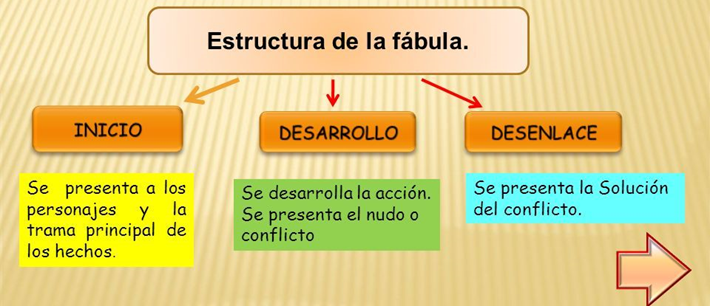 Estructura de la fábula.
INICIO
DESARROLLO
DESENLACE
Se presenta a los
personajes y la
trama principal de
los hechos.
Se desarrolla la acción.
Se presenta el nudo o
conflicto
Se presenta la Solución
del conflicto.